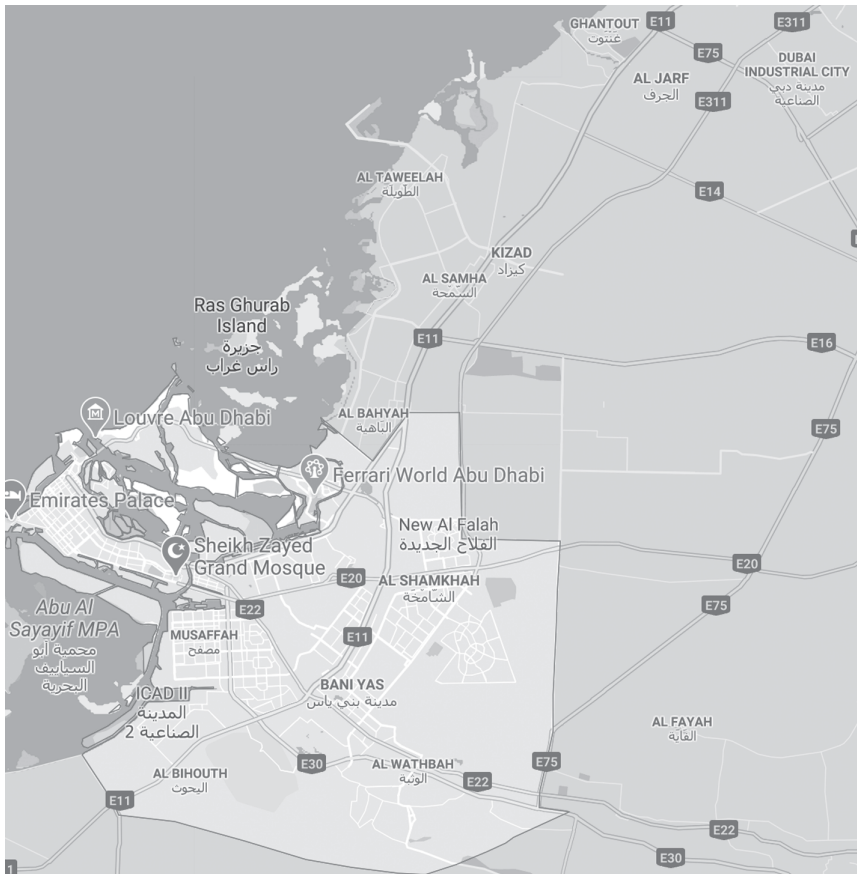 GHANTOUT
غنتوت
E11
E311
E75
DUBAI
INDUSTRIAL CITY
مدينة دبي
الصناعية
AL JARF
الجرف
E311
AL TAWEELAH
الطويلة
E14
KIZAD
كيزاد
AL SAMHA
السمحة
Ras Ghurab
Island
جزيرة
راس غراب
E11
E16
AL BAHYAH
الباهية
Louvre Abu Dhabi
E75
Ferrari World Abu Dhabi
Emirates Palace
New Al Falah
الفلاح الجديدة
Sheikh Zayed
Grand Mosque
E20
E20
AL SHAMKHAH
الشامخة
E22
E75
Abu Al
Sayayif MPA
محمية أبو
السياييف
البحرية
MUSAFFAH
مصفح
E11
BANI YAS
مدينة بني ياس
ICAD II
المدينة
الصناعية 2
AL FAYAH
AL BIHOUTH
E30
AL WATHBAH
الوثبة
E75
E22
E11
E22
E30
1